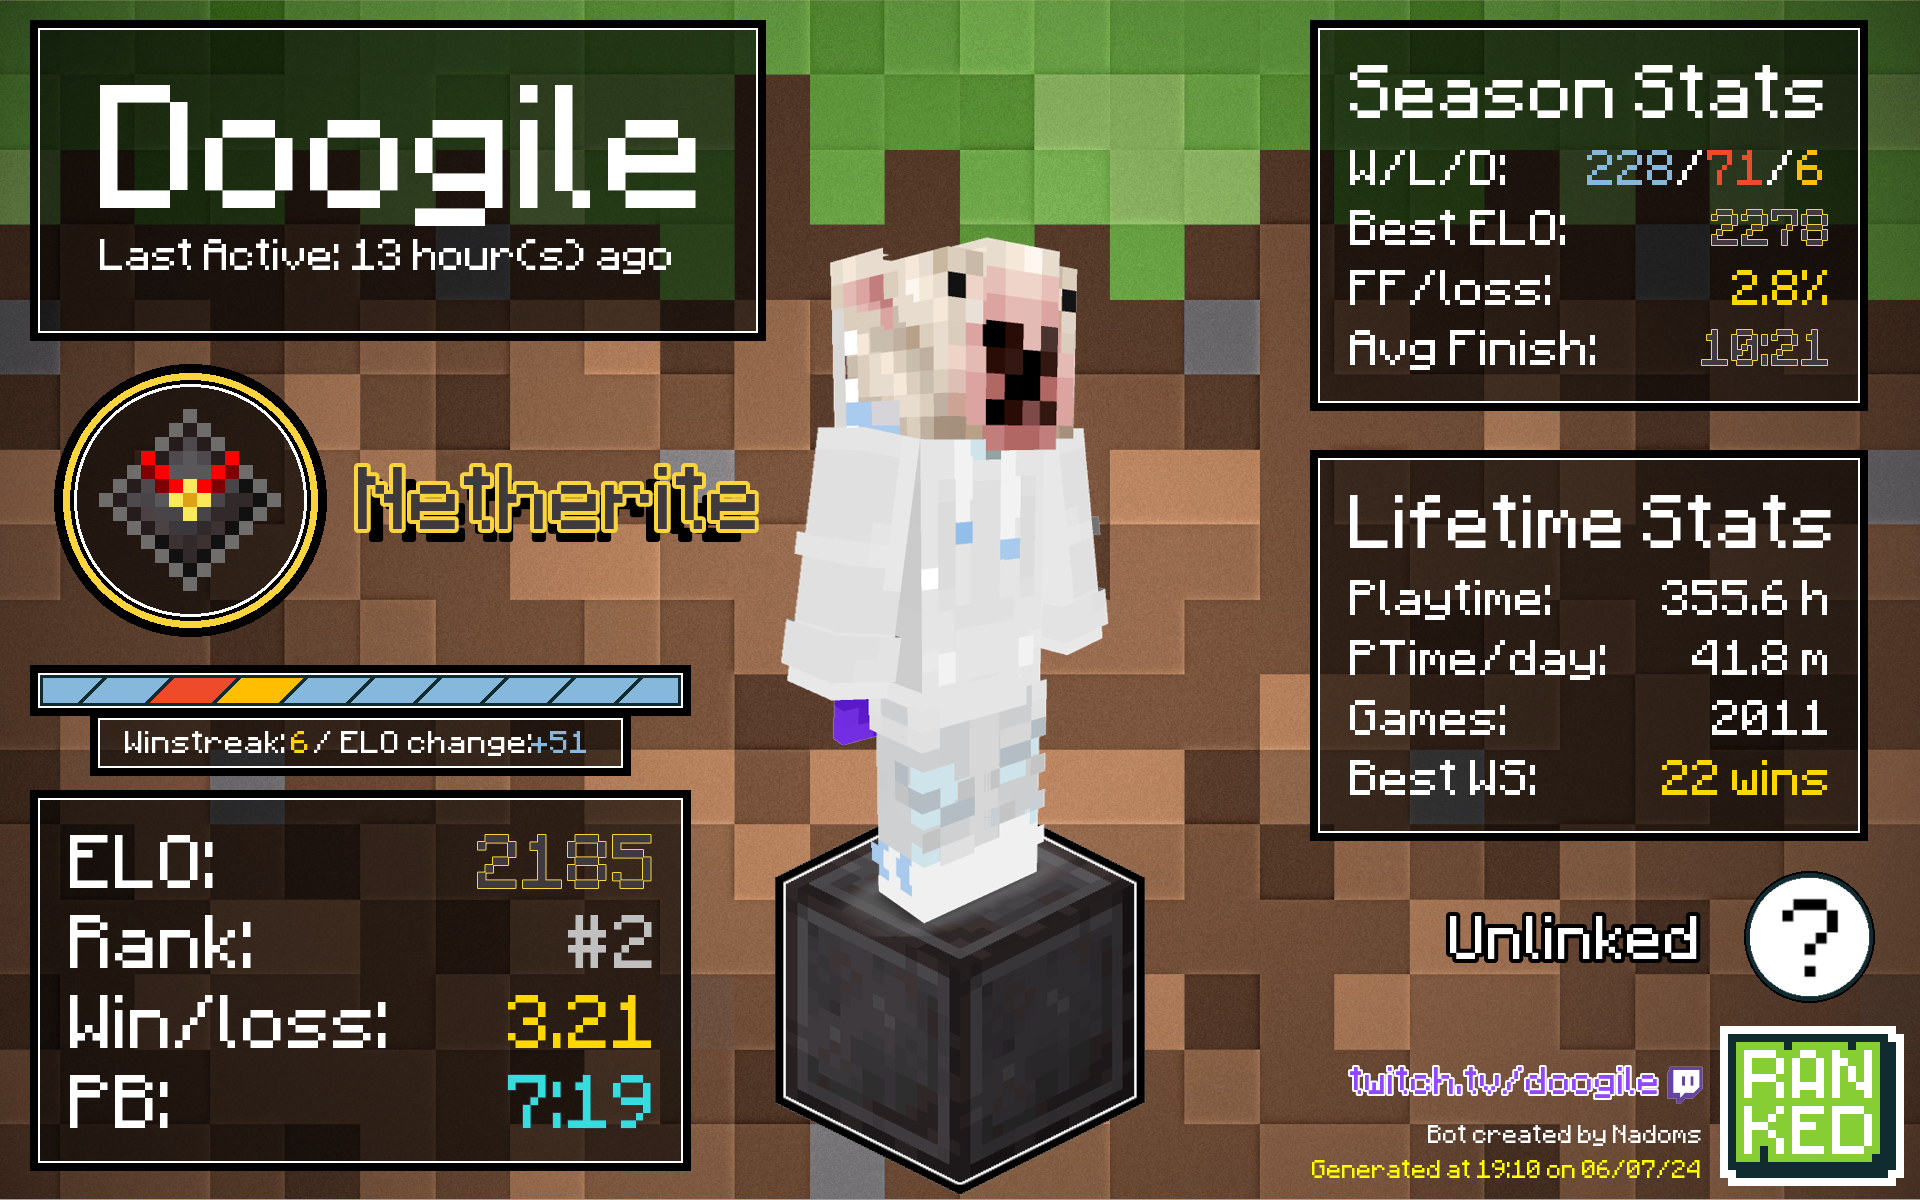 Doogile
Last Active: 13 hour(s) ago
Netherite
Winstreak:6 / ELO change:+51
ELO: 2185
Rank: #2
Win/loss: 3.21
PB: 7:19
Season Stats
W/L/D: 228/71/6
Best ELO: 2278
FF/loss: 2.8%
Avg Finish: 10:21
Lifetime Stats
Playtime: 355.6 h
PTime/day: 41.8 m
Games: 2011
Best WS: 22 wins
Unlinked
?
twitch.tv/doogile
Bot created by Nadoms
Generated at 19:10 on 06/07/24
RAN
KED